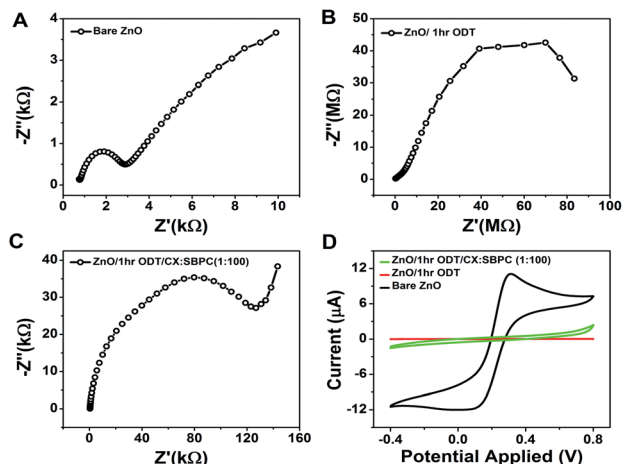 A
Bare ZnO
4
3
2
1
0
-Z''(kΩ)
0 2 4 6 8 10
Z'(kΩ)
B
ZnO/ 1hr ODT
50
40
30
20
10
0
-Z''(MΩ)
0 20 40 60 80 100
Z'(MΩ)
C
ZnO/1hr ODT/CX:SBPC(1:100)
40
30
20
10
0
-Z''(kΩ)
0 40 80 120 160
Z'(kΩ)
D
ZnO/1hr ODT/CX:SBPC (1:100)
ZnO/1hr ODT
Bare ZnO
12
6
0
-6
-12
Current (μA)
-0.4 0.0 0.4 0.8
Potential Applied (V)